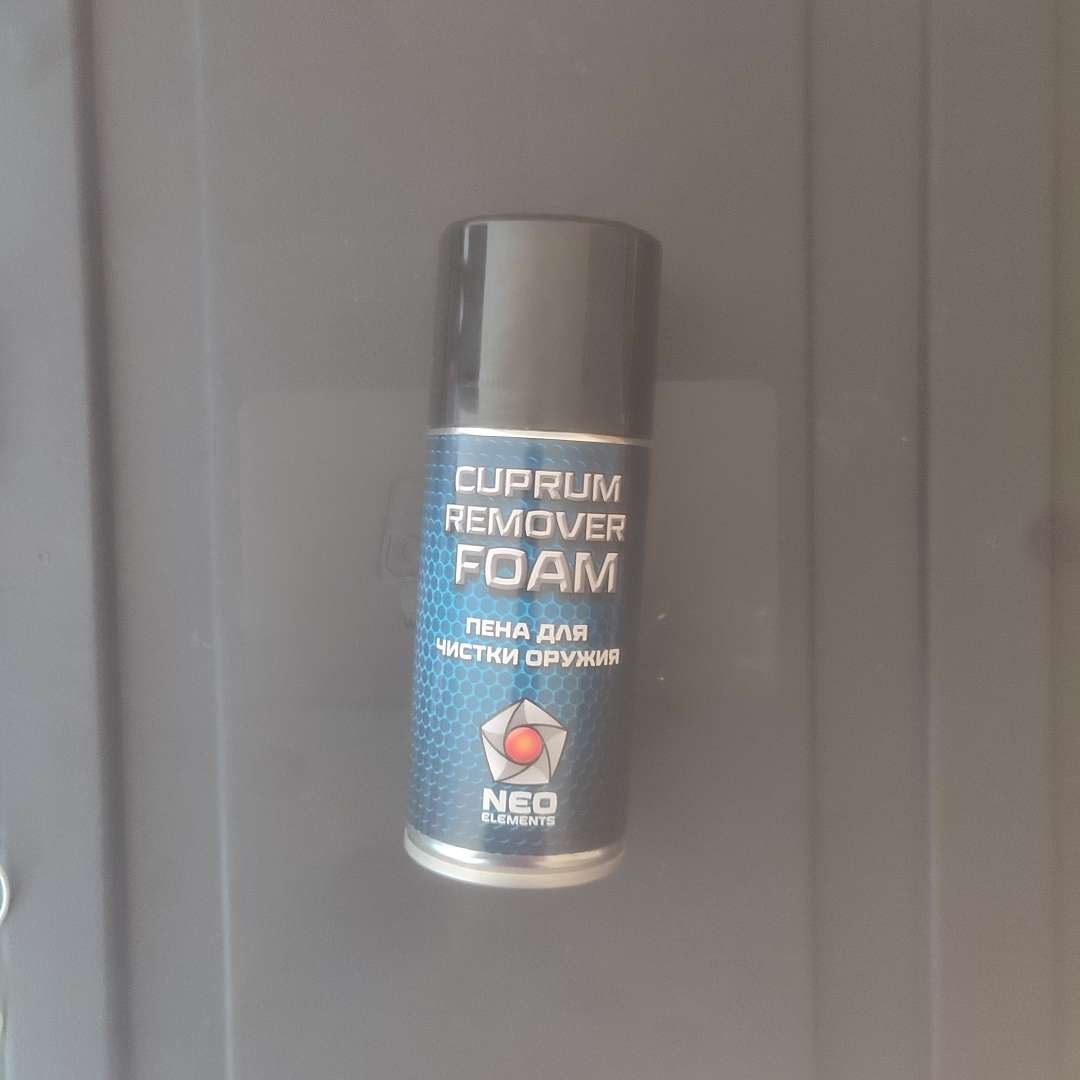 CUPRUM
REMOVER
FOAM
ПЕНА ДЛЯ
ЧИСТКИ ОРУЖИЯ
NEO
ELEMENTS